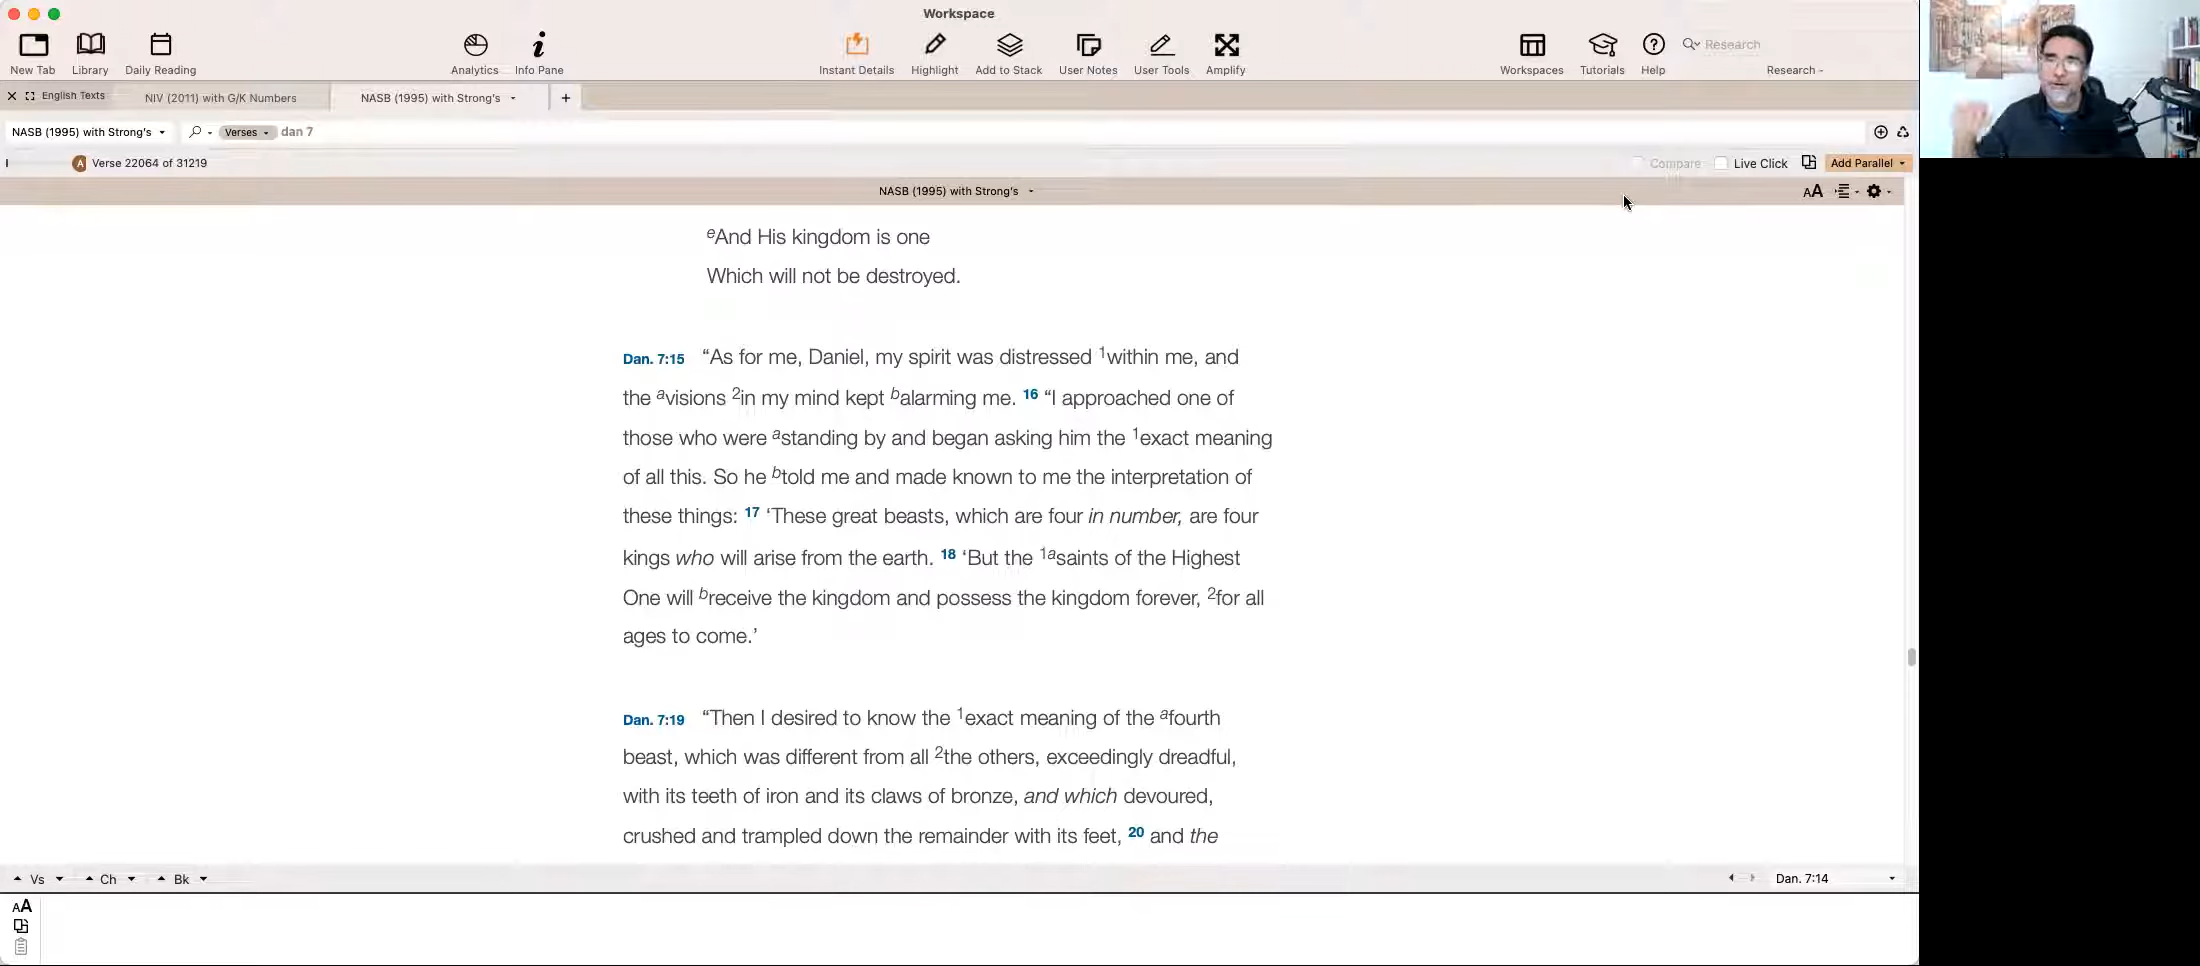 Workspace
New Tab
Library
Daily Reading
Analytics
Info Pane
Instant Details
Highlight
Add to Stack
User Notes
User Tools
Amplify
Workspaces
Tutorials
Help
Research
Research
English Texts
NIV (2011) with G/K Numbers
NASB (1995) with Strong's
+
NASB (1995) with Strong's
Verses
dan 7
A Verse 22064 of 31219
Compare
Live Click
Add Parallel
NASB (1995) with Strong's
AA
eAnd His kingdom is one
Which will not be destroyed.
Dan. 7:15 “As for me, Daniel, my spirit was distressed 1within me, and
the avisions 2in my mind kept balarming me. 16 “I approached one of
those who were astanding by and began asking him the 1exact meaning
of all this. So he btold me and made known to me the interpretation of
these things: 17 ‘These great beasts, which are four in number, are four
kings who will arise from the earth. 18 ‘But the 1asaints of the Highest
One will breceive the kingdom and possess the kingdom forever, 2for all
ages to come.’
Dan. 7:19 “Then I desired to know the 1exact meaning of the afourth
beast, which was different from all 2the others, exceedingly dreadful,
with its teeth of iron and its claws of bronze, and which devoured,
crushed and trampled down the remainder with its feet, 20 and the
Vs
Ch
Bk
Dan. 7:14
AA